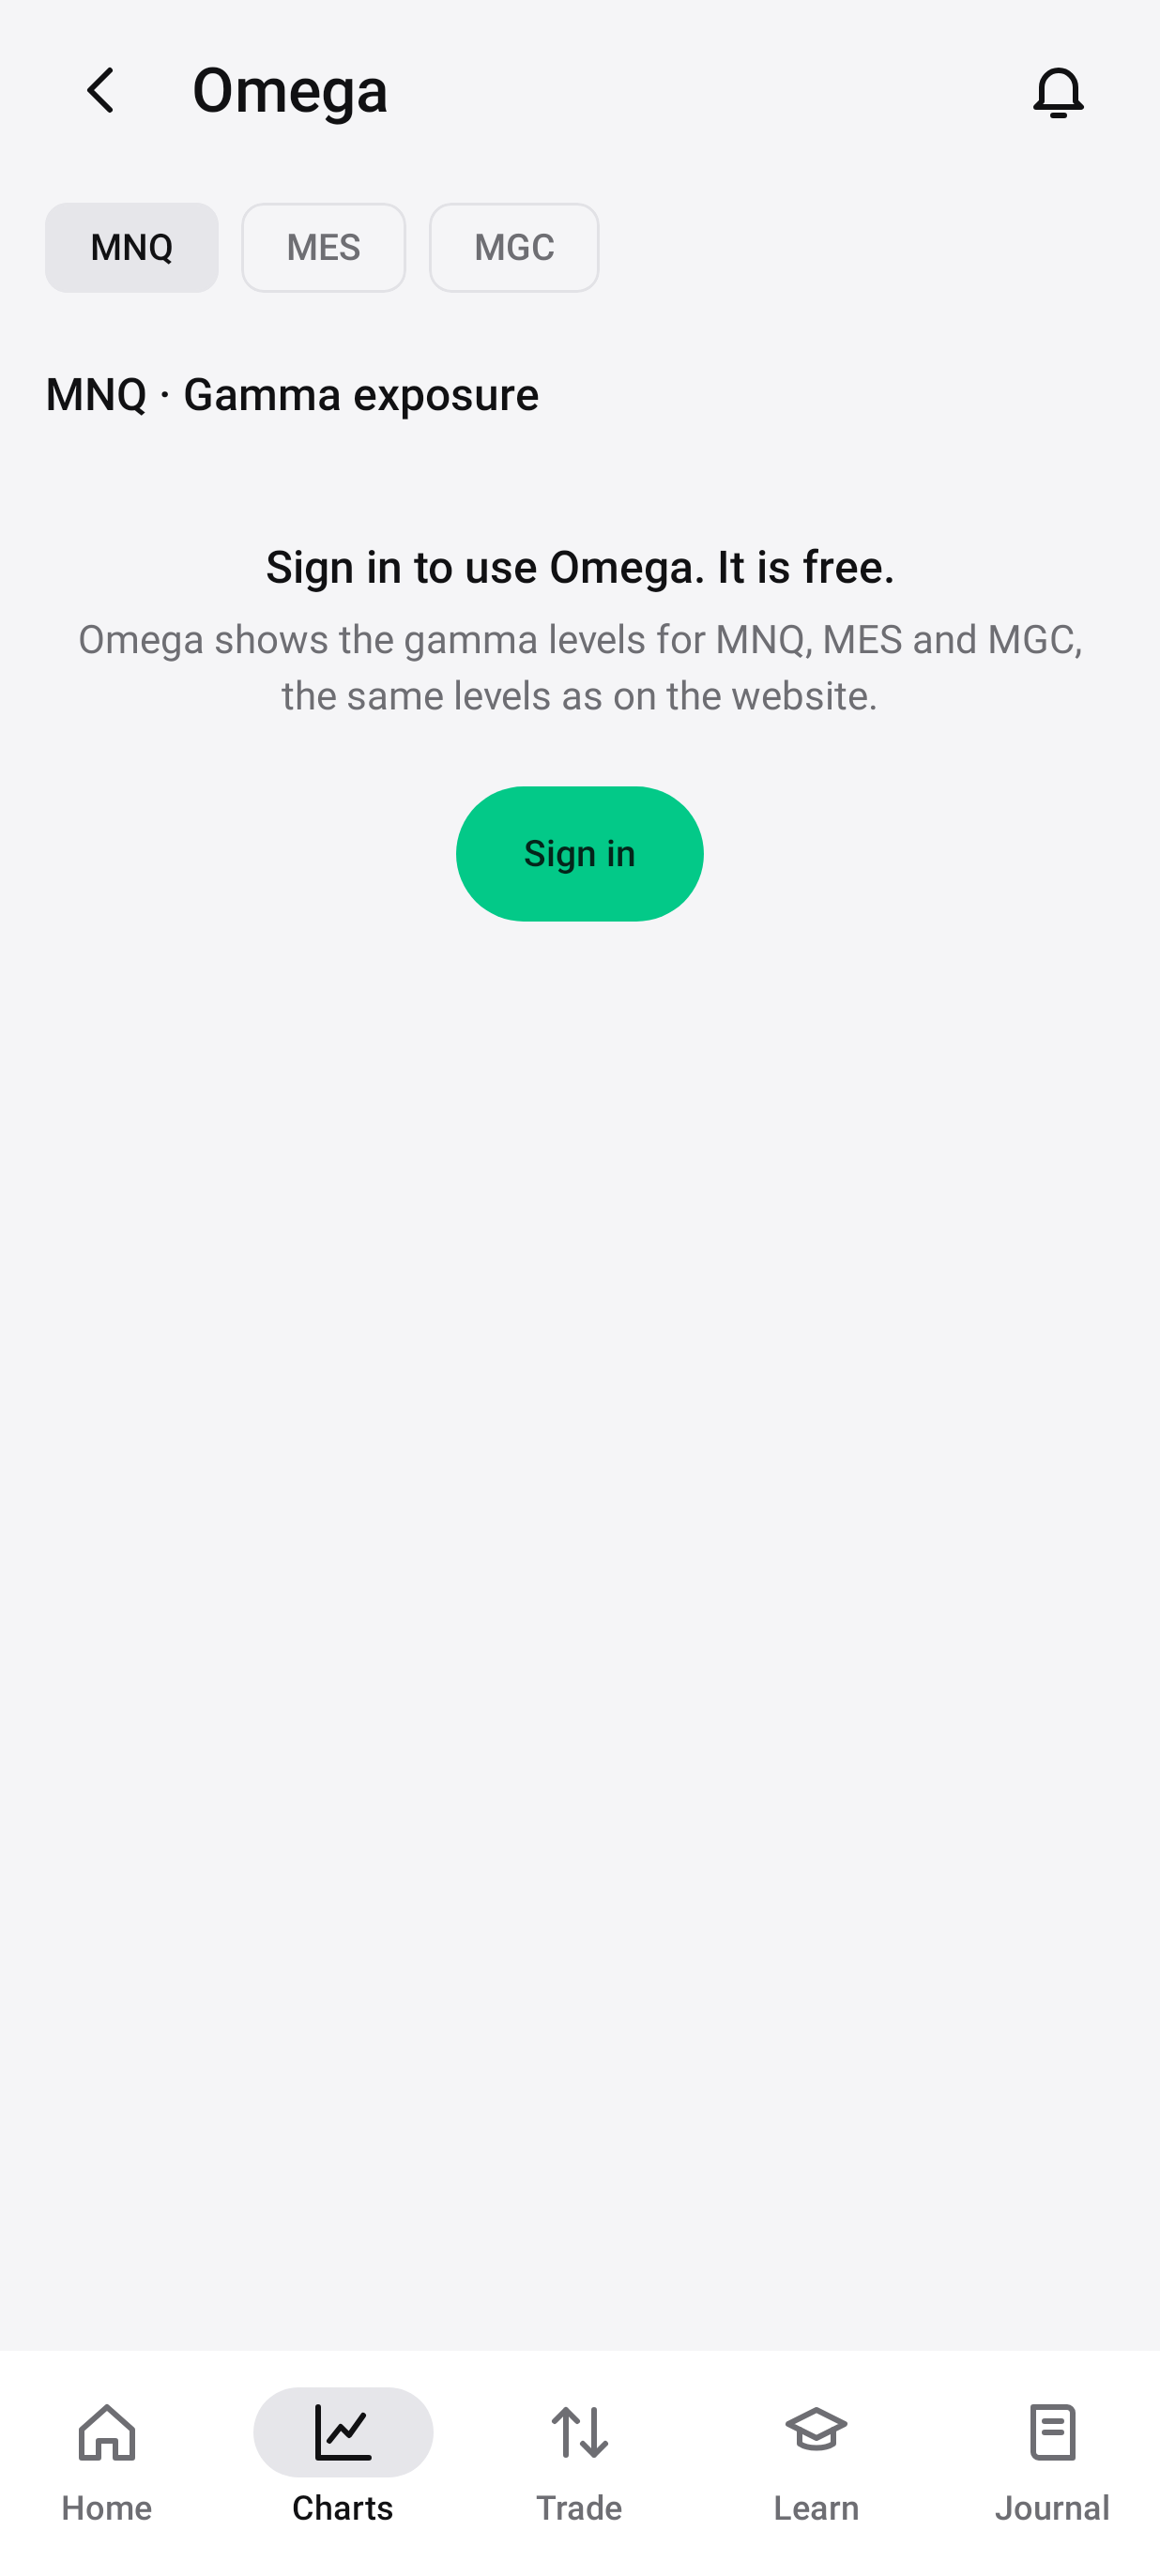 Omega
MNQ
MES
MGC
MNQ · Gamma exposure
Sign in to use Omega. It is free.
Omega shows the gamma levels for MNQ, MES and MGC,
the same levels as on the website.
Sign in
Home
Charts
Trade
Learn
Journal